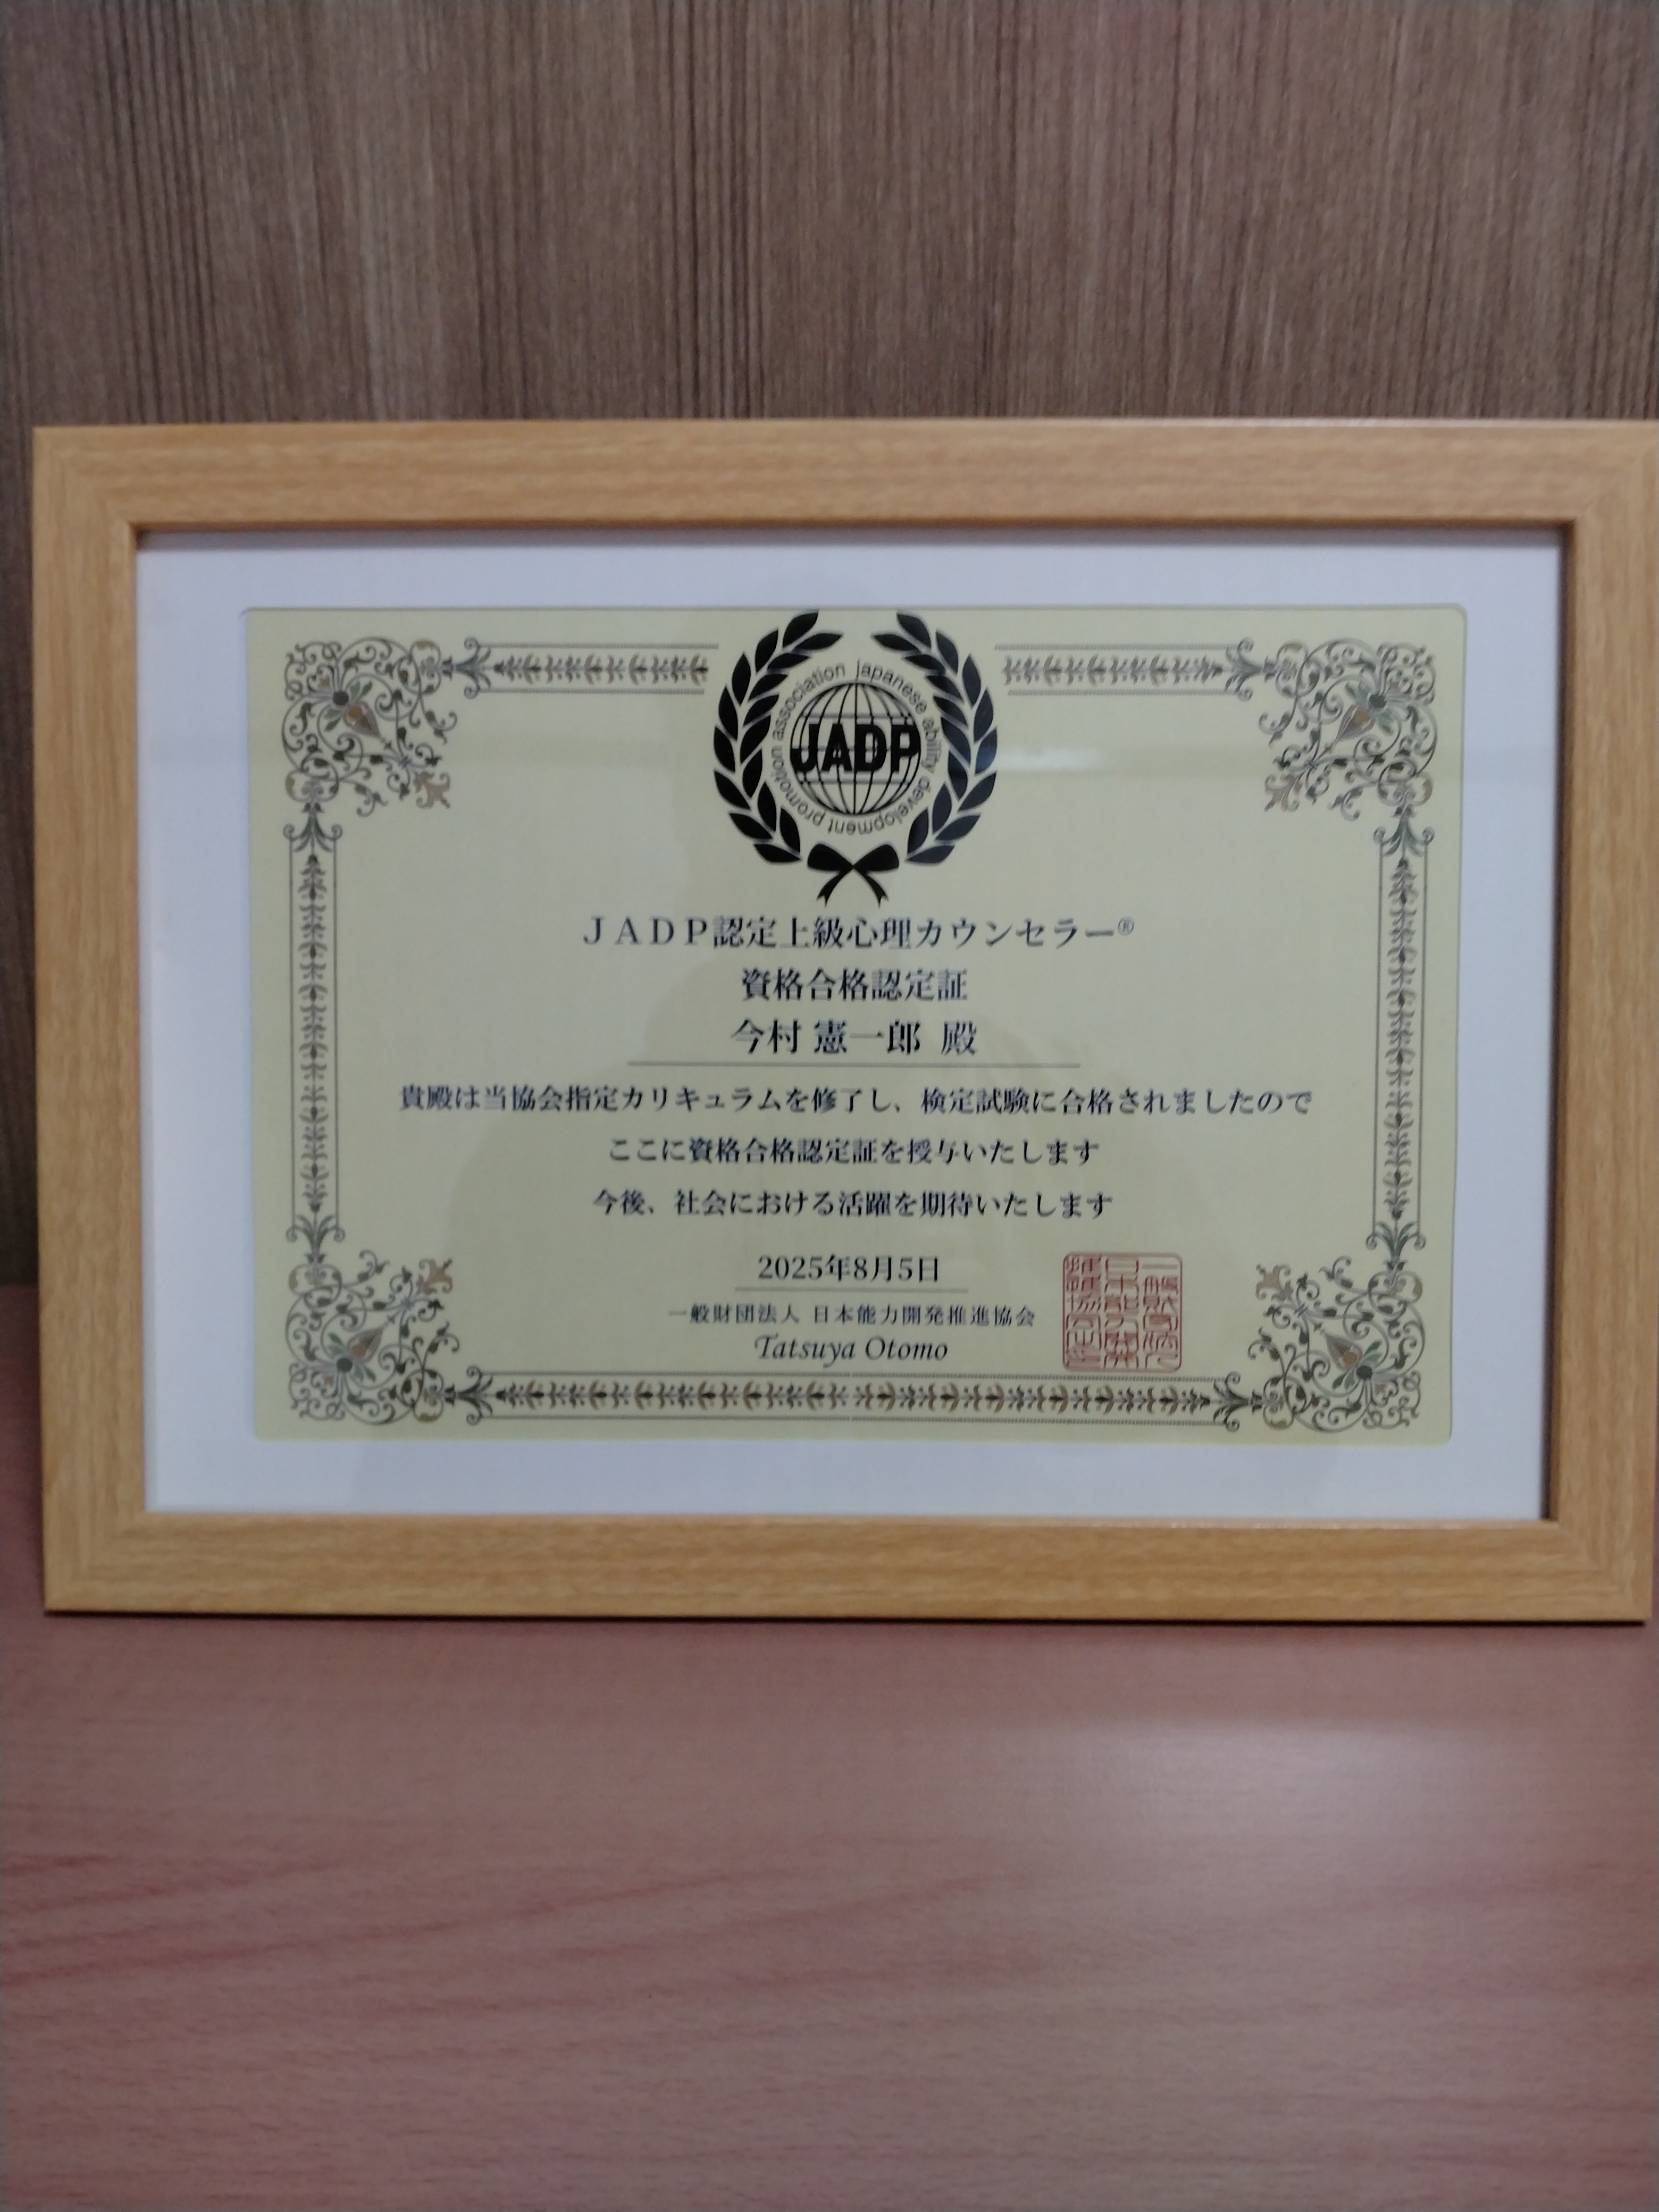 japanese ability development promotion association
JADP
JADP認定上級心理カウンセラー®
資格合格認定証
今村 憲一郎 殿
貴殿は当協会指定カリキュラムを修了し、検定試験に合格されましたので
ここに資格合格認定証を授与いたします
今後、社会における活躍を期待いたします
2025年8月5日
一般財団法人 日本能力開発推進協会
Tatsuya Otomo